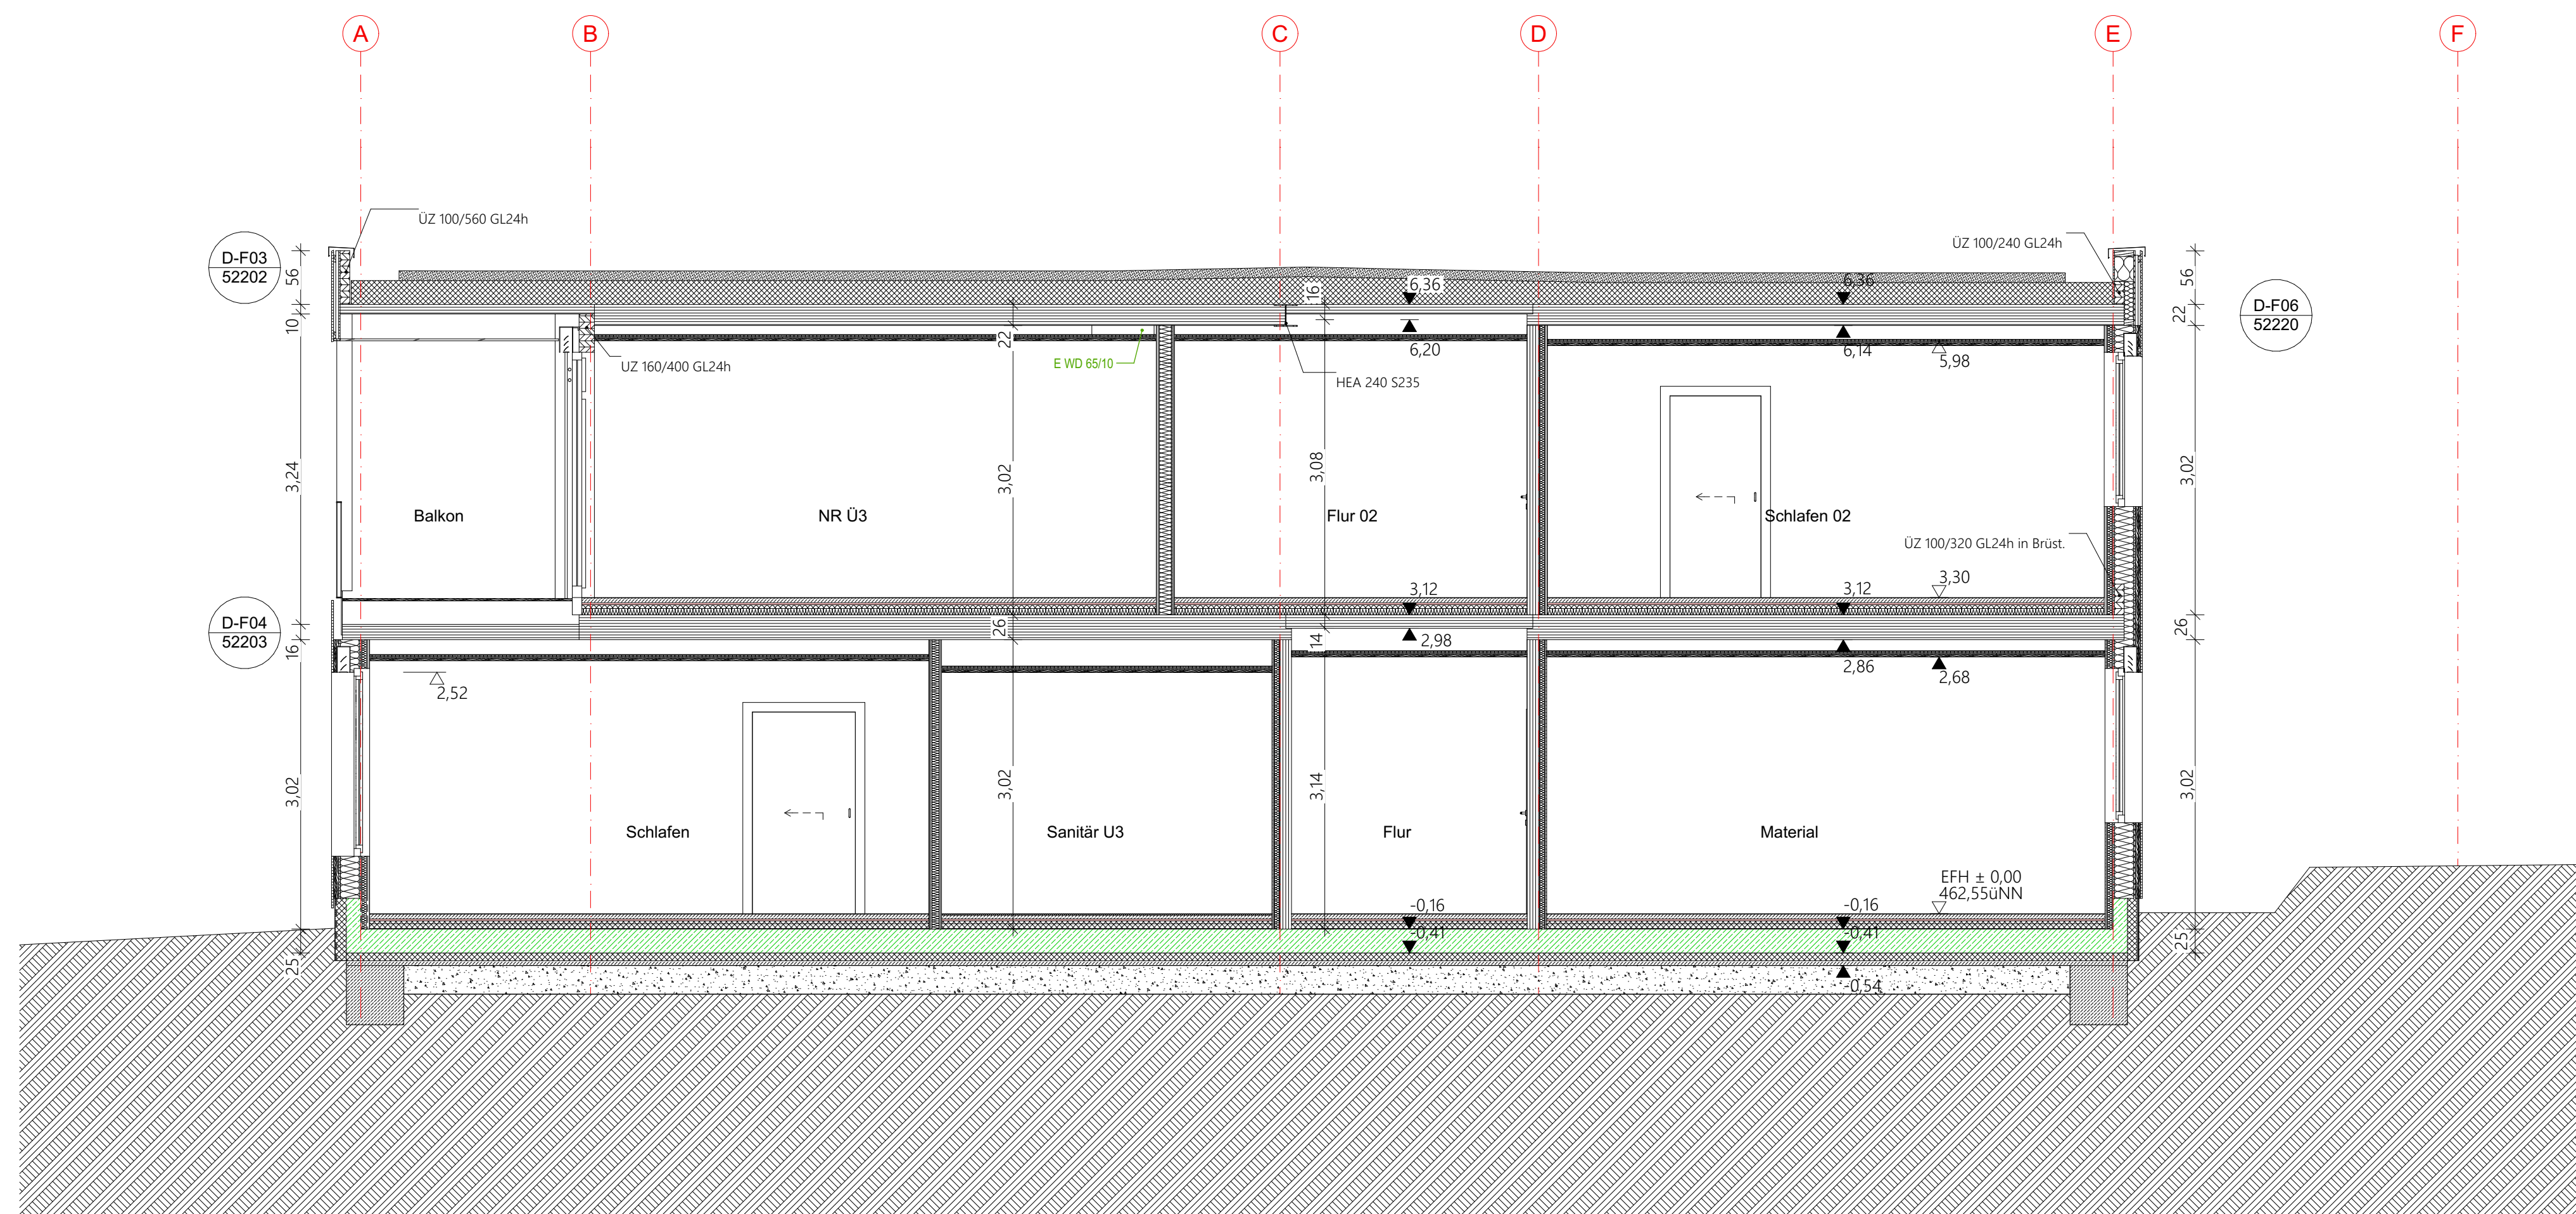 A
B
C
D
E
F
ÜZ 100/560 GL24h
ÜZ 100/240 GL24h
D-F03
52202
56
10
3,24
16
3,02
25
D-F04
52203
D-F06
52220
56
22
3,02
26
3,02
25
16
6,36
6,36
22
6,20
6,14
5,98
E WD 65/10
UZ 160/400 GL24h
HEA 240 S235
3,02
3,08
Balkon
NR Ü3
Flur 02
Schlafen 02
ÜZ 100/320 GL24h in Brüst.
3,12
3,12
3,30
26
14
2,98
2,86
2,68
2,52
3,02
3,14
Schlafen
Sanitär U3
Flur
Material
EFH ± 0,00
462,55üNN
-0,16
-0,16
-0,41
-0,41
-0,54